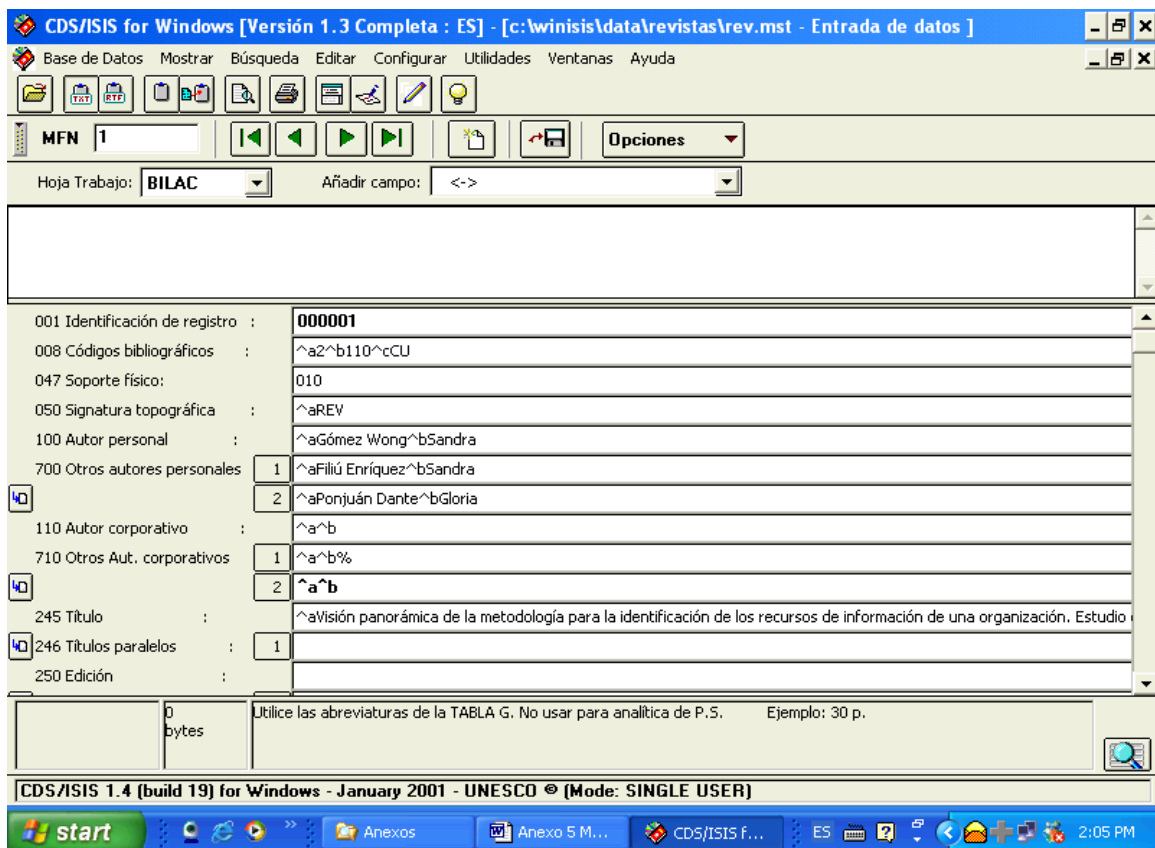 CDS/ISIS for Windows [Versión 1.3 Completa : ES] - [c:\winisis\data\revistas\rev.mst - Entrada de datos ]
Base de Datos Mostrar Búsqueda Editar Configurar Utilidades Ventanas Ayuda
TXT RTF
MFN 1 Opciones
Hoja Trabajo: BILAC Añadir campo: <->
001 Identificación de registro : 000001
008 Códigos bibliográficos : ^a2^b110^cCU
047 Soporte físico: 010
050 Signatura topográfica : ^aREV
100 Autor personal : ^aGómez Wong^bSandra
700 Otros autores personales 1 ^aFiliú Enríquez^bSandra
2 ^aPonjuán Dante^bGloria
110 Autor corporativo : ^a^b
710 Otros Aut. corporativos 1 ^a^b%
2 ^a^b
245 Título : ^aVisión panorámica de la metodología para la identificación de los recursos de información de una organización. Estudio
246 Títulos paralelos : 1
250 Edición :
0 bytes Utilice las abreviaturas de la TABLA G. No usar para analítica de P.S. Ejemplo: 30 p.
CDS/ISIS 1.4 (build 19) for Windows - January 2001 - UNESCO © (Mode: SINGLE USER)
start » Anexos Anexo 5 M... CDS/ISIS f... ES 2:05 PM